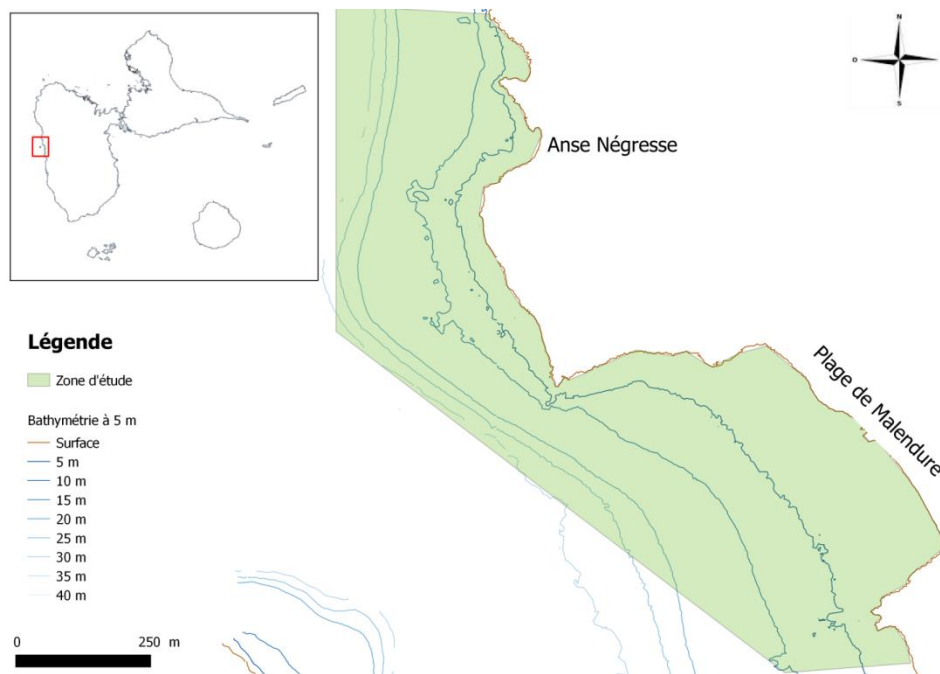 N
O
E
S
Anse Négresse
Plage de Malendure
Légende
Zone d'étude
Bathymétrie à 5 m
Surface
5 m
10 m
15 m
20 m
25 m
30 m
35 m
40 m
0 250 m